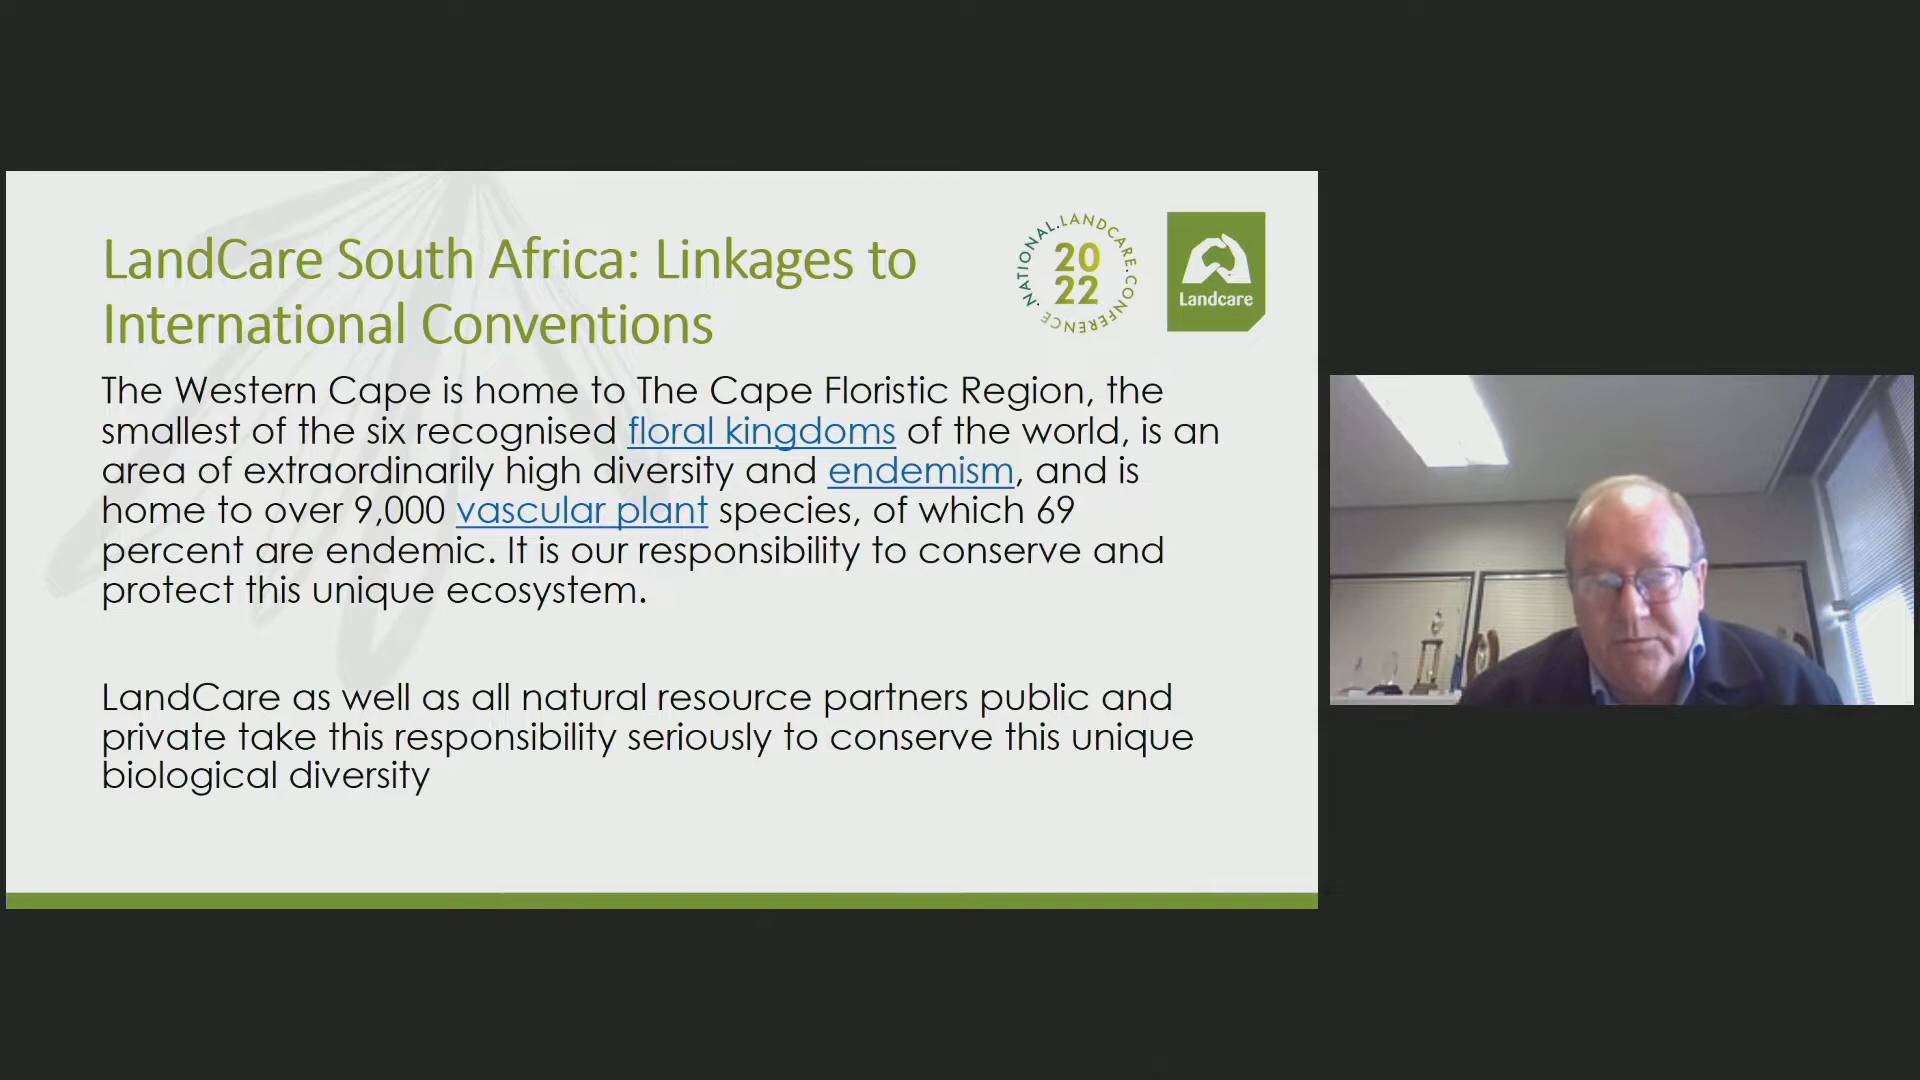 LandCare South Africa: Linkages to
International Conventions
NATIONAL.LANDCARE.CONFERENCE.
20
22
Landcare
The Western Cape is home to The Cape Floristic Region, the
smallest of the six recognised floral kingdoms of the world, is an
area of extraordinarily high diversity and endemism, and is
home to over 9,000 vascular plant species, of which 69
percent are endemic. It is our responsibility to conserve and
protect this unique ecosystem.
LandCare as well as all natural resource partners public and
private take this responsibility seriously to conserve this unique
biological diversity